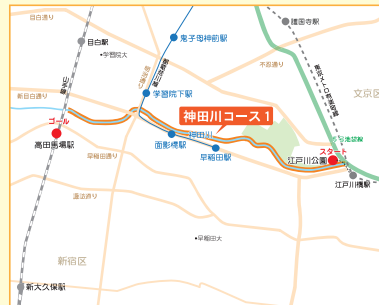 目白通り
護国寺駅
目白駅
鬼子母神前駅
学習院大
不忍通り
山手線
都電荒川線
明治通り
東京メトロ有楽町線
文京区
新目白通り
学習院下駅
神田川コース1
ゴール
神田川
高田馬場駅
面影橋駅
早稲田駅
スタート
江戸川公園
早稲田通り
江戸川橋駅
諏訪通り
早稲田大
新宿区
新大久保駅